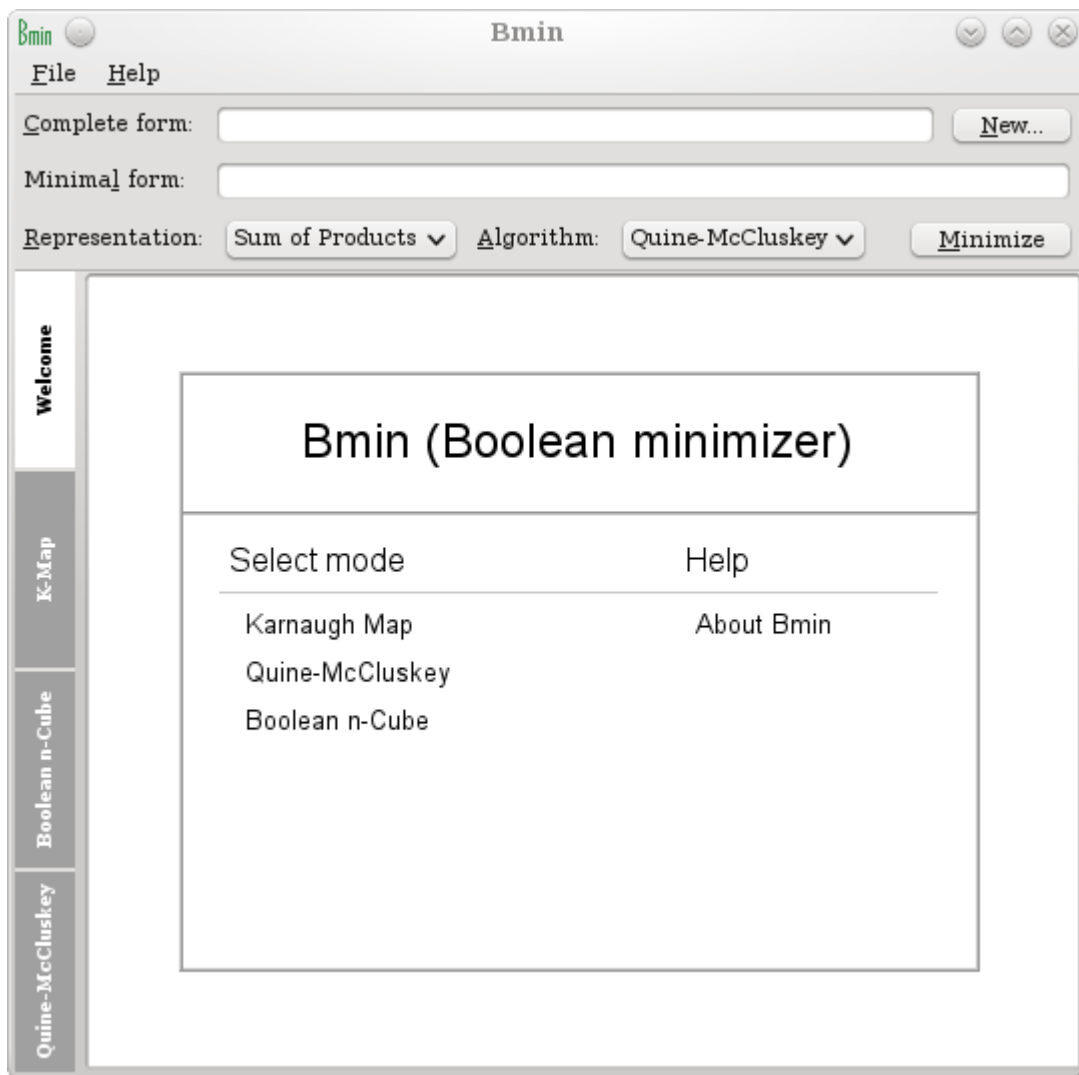 Bmin Bmin
File Help
Complete form: New...
Minimal form:
Representation: Sum of Products Algorithm: Quine-McCluskey Minimize
Welcome
K-Map
Boolean n-Cube
Quine-McCluskey
Bmin (Boolean minimizer)
Select mode Help
Karnaugh Map About Bmin
Quine-McCluskey
Boolean n-Cube